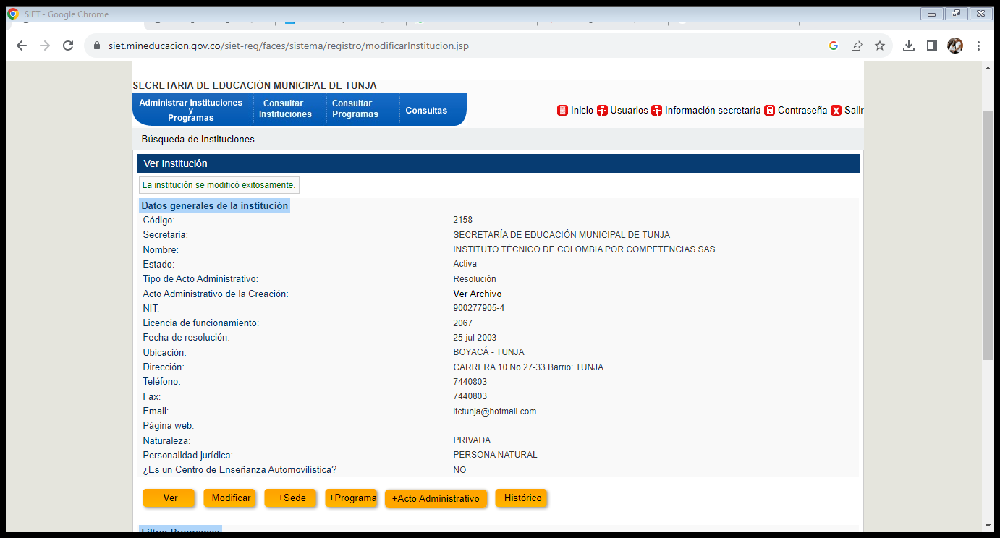 SIET - Google Chrome
siet.mineducacion.gov.co/siet-reg/faces/sistema/registro/modificarInstitucion.jsp
SECRETARIA DE EDUCACIÓN MUNICIPAL DE TUNJA
Administrar Instituciones
y
Programas
Consultar
Instituciones
Consultar
Programas
Consultas
Inicio Usuarios Información secretaría Contraseña Salir
Búsqueda de Instituciones
Ver Institución
La institución se modificó exitosamente.
Datos generales de la institución
Código: 2158
Secretaria: SECRETARÍA DE EDUCACIÓN MUNICIPAL DE TUNJA
Nombre: INSTITUTO TÉCNICO DE COLOMBIA POR COMPETENCIAS SAS
Estado: Activa
Tipo de Acto Administrativo: Resolución
Acto Administrativo de la Creación: Ver Archivo
NIT: 900277905-4
Licencia de funcionamiento: 2067
Fecha de resolución: 25-jul-2003
Ubicación: BOYACÁ - TUNJA
Dirección: CARRERA 10 No 27-33 Barrio: TUNJA
Teléfono: 7440803
Fax: 7440803
Email: itctunja@hotmail.com
Página web:
Naturaleza: PRIVADA
Personalidad jurídica: PERSONA NATURAL
¿Es un Centro de Enseñanza Automovilística? NO
Ver Modificar +Sede +Programa +Acto Administrativo Histórico
Filtrar Programas